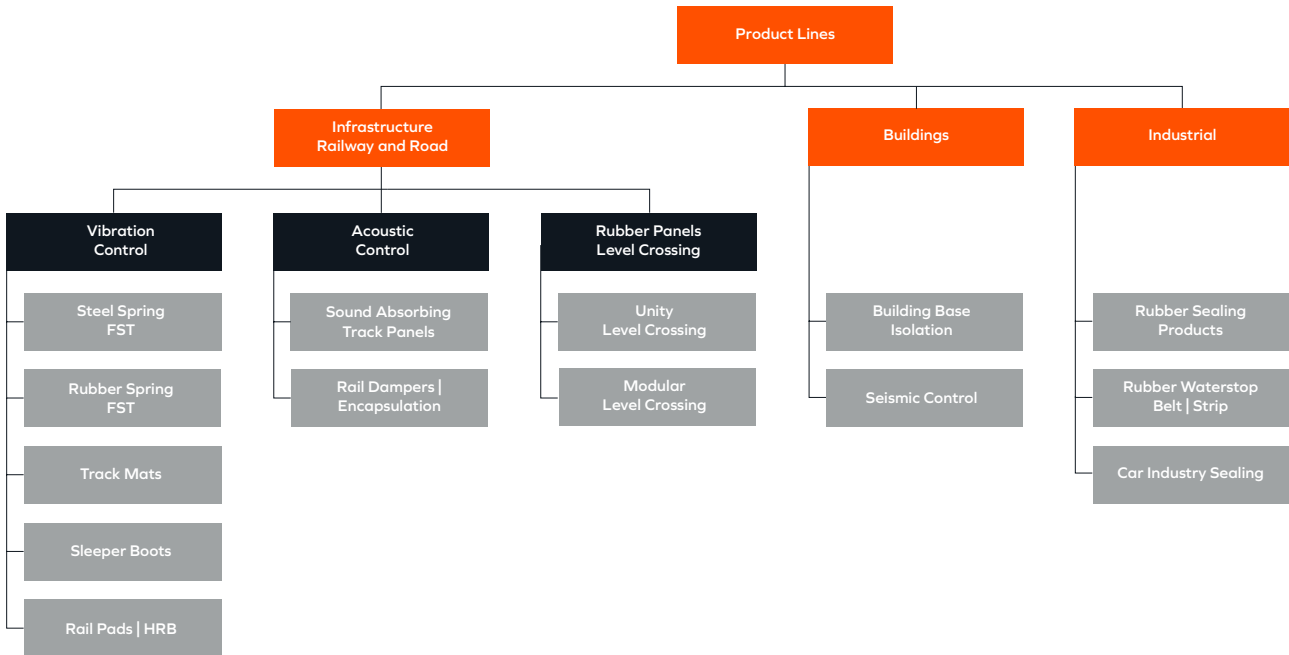 Product Lines
Infrastructure
Railway and Road
Buildings
Industrial
Vibration
Control
Acoustic
Control
Rubber Panels
Level Crossing
Steel Spring
FST
Rubber Spring
FST
Track Mats
Sleeper Boots
Rail Pads | HRB
Sound Absorbing
Track Panels
Rail Dampers |
Encapsulation
Unity
Level Crossing
Modular
Level Crossing
Building Base
Isolation
Seismic Control
Rubber Sealing
Products
Rubber Waterstop
Belt | Strip
Car Industry Sealing